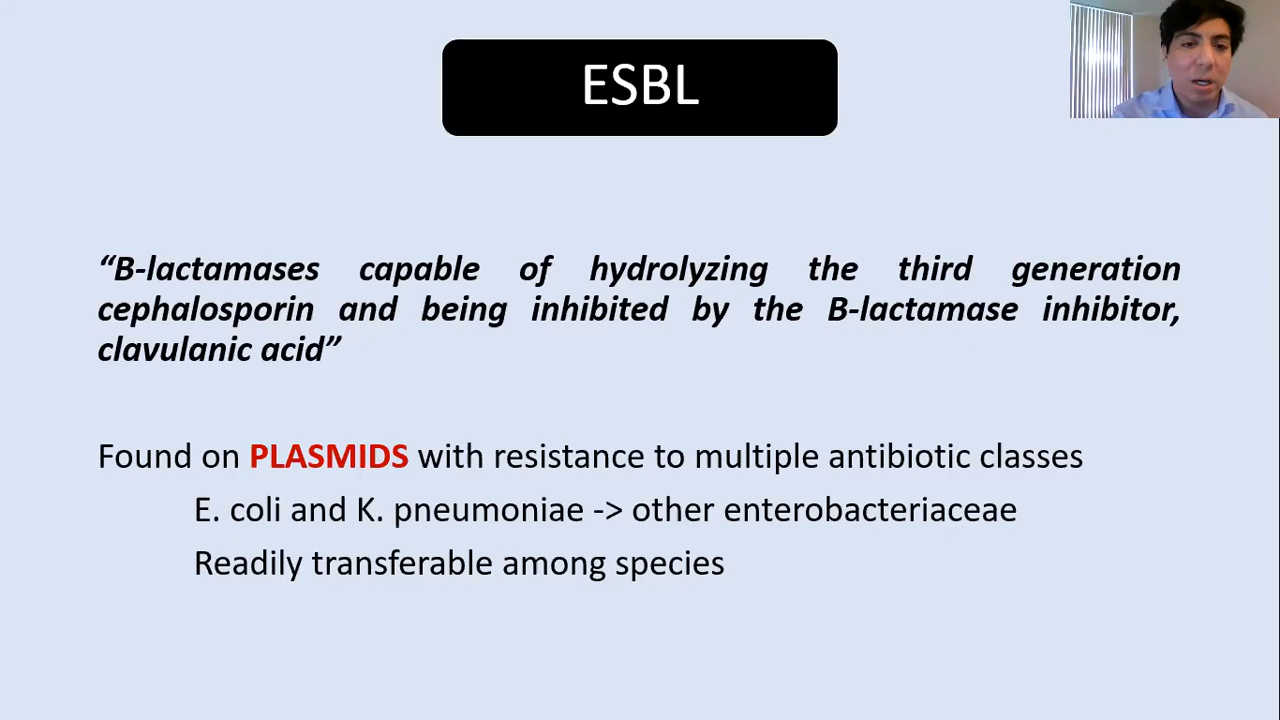 ESBL
“B-lactamases capable of hydrolyzing the third generation
cephalosporin and being inhibited by the B-lactamase inhibitor,
clavulanic acid”
Found on PLASMIDS with resistance to multiple antibiotic classes
E. coli and K. pneumoniae -> other enterobacteriaceae
Readily transferable among species